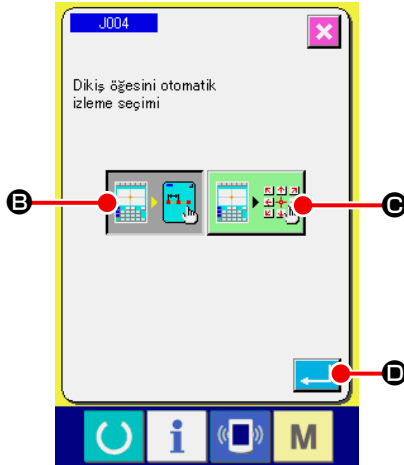 J004
Dikiş öğesini otomatik
izleme seçimi
B
C
D
i
M